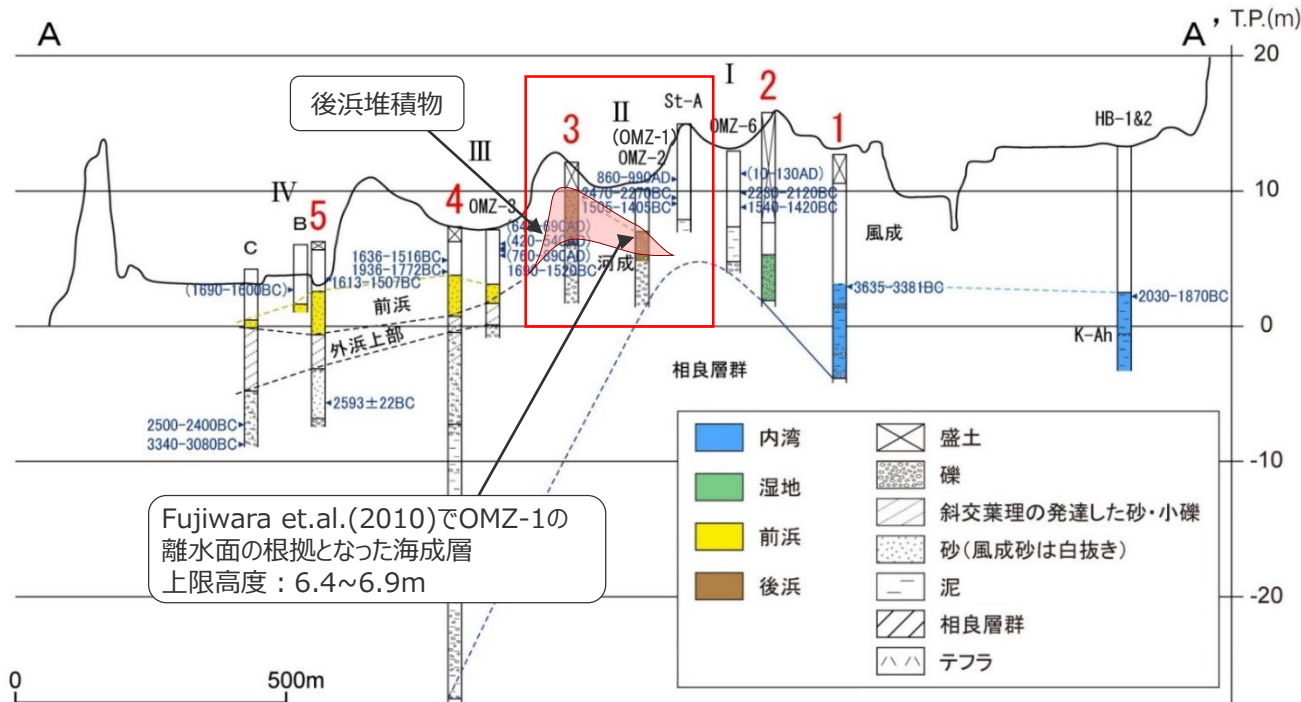 A
A’ T.P.(m)
20
後浜堆積物
3
II
(OMZ-1)
OMZ-2
St-A
I
OMZ-6
2
1
HB-1&2
III
IV
B
C
5
4
OMZ-3
860-990AD
2470-2270BC
1505-1405BC
(10-130AD)
2280-2120BC
1540-1420BC
10
(420-540AD)
1690-1520BC
1636-1516BC
1936-1772BC
(1690-1600BC)
1613-1507BC
河成
風成
前浜
外浜上部
3635-3381BC
2030-1870BC
K-Ah
0
相良層群
2593±22BC
2500-2400BC
3340-3080BC
-10
Fujiwara et.al.(2010)でOMZ-1の
離水面の根拠となった海成層
上限高度：6.4~6.9m
内湾
湿地
前浜
後浜
盛土
礫
斜交葉理の発達した砂・小礫
砂(風成砂は白抜き)
泥
相良層群
テフラ
-20
0
500m